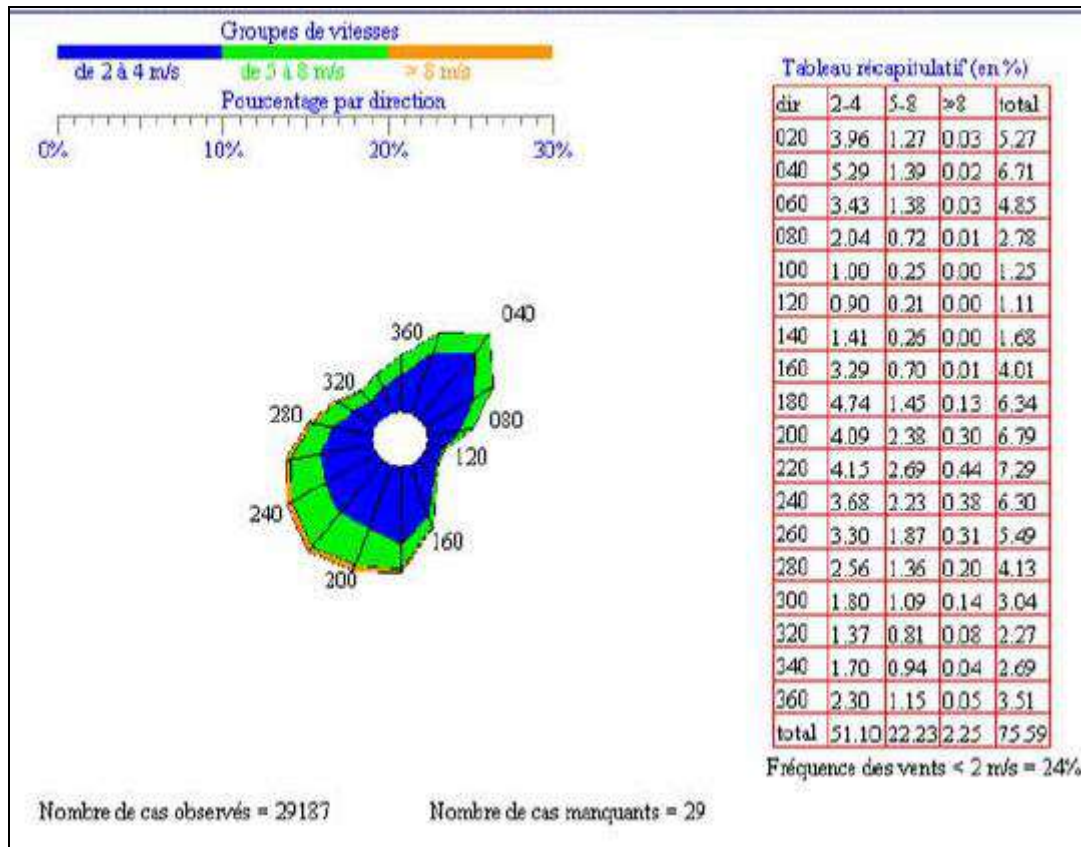 Groupes de vitesses
de 2 à 4 m/s de 5 à 8 m/s > 8 m/s
Pourcentage par direction
0% 10% 20% 30%
360 040
320
280 080
120
240 160
200
Tableau récapitulatif (en %)
dir 2-4 5-8 >8 total
020 3.96 1.27 0.03 5.27
040 5.29 1.39 0.02 6.71
060 3.43 1.38 0.03 4.85
080 2.04 0.72 0.01 2.78
100 1.00 0.25 0.00 1.25
120 0.90 0.21 0.00 1.11
140 1.41 0.26 0.00 1.68
160 3.29 0.70 0.01 4.01
180 4.74 1.45 0.13 6.34
200 4.09 2.38 0.30 6.79
220 4.15 2.69 0.44 7.29
240 3.68 2.23 0.38 6.30
260 3.30 1.87 0.31 5.49
280 2.56 1.36 0.20 4.13
300 1.80 1.09 0.14 3.04
320 1.37 0.81 0.08 2.27
340 1.70 0.94 0.04 2.69
360 2.30 1.15 0.05 3.51
total 51.10 22.23 2.25 75.59
Fréquence des vents < 2 m/s = 24%
Nombre de cas observés = 29187 Nombre de cas manquants = 29